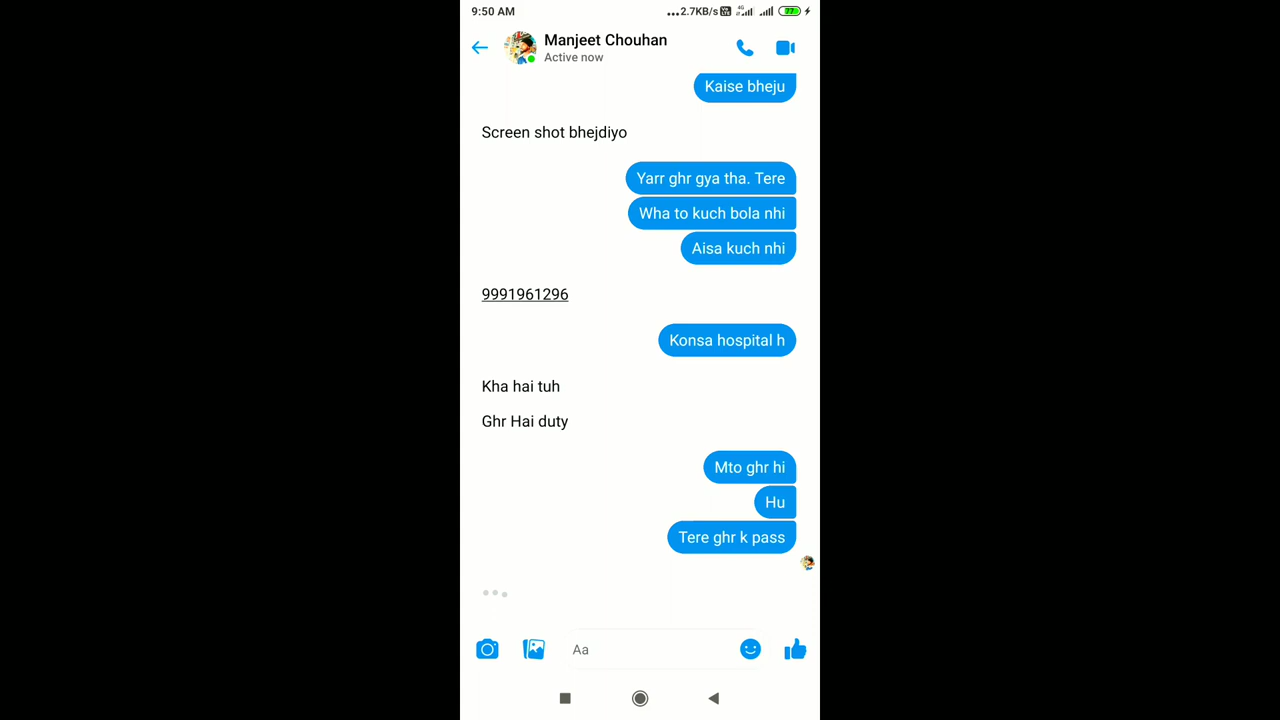 9:50 AM
2.7KB/s
4G
77
Manjeet Chouhan
Active now
Kaise bheju
Screen shot bhejdiyo
Yarr ghr gya tha. Tere
Wha to kuch bola nhi
Aisa kuch nhi
9991961296
Konsa hospital h
Kha hai tuh
Ghr Hai duty
Mto ghr hi
Hu
Tere ghr k pass
Aa